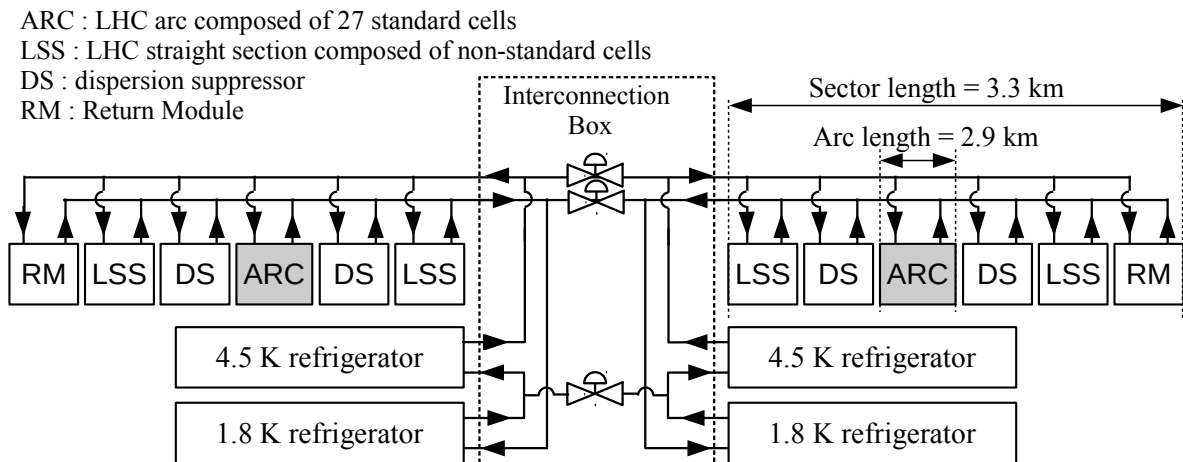 ARC : LHC arc composed of 27 standard cells
LSS : LHC straight section composed of non-standard cells
DS : dispersion suppressor
RM : Return Module
Interconnection
Box
Sector length = 3.3 km
Arc length = 2.9 km
RM LSS DS ARC DS LSS
LSS DS ARC DS LSS RM
4.5 K refrigerator
4.5 K refrigerator
1.8 K refrigerator
1.8 K refrigerator